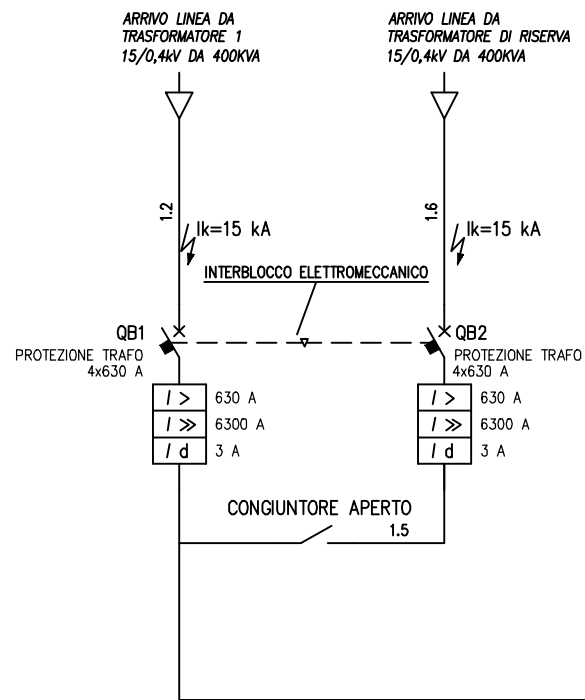 ARRIVO LINEA DA
TRASFORMATORE 1
15/0,4kV DA 400KVA
ARRIVO LINEA DA
TRASFORMATORE DI RISERVA
15/0,4kV DA 400KVA
1.2
Ik=15 kA
1.6
Ik=15 kA
INTERBLOCCO ELETTROMECCANICO
QB1
PROTEZIONE TRAFO
4x630 A
QB2
PROTEZIONE TRAFO
4x630 A
I > 630 A
I >> 6300 A
I d 3 A
I > 630 A
I >> 6300 A
I d 3 A
CONGIUNTORE APERTO
1.5